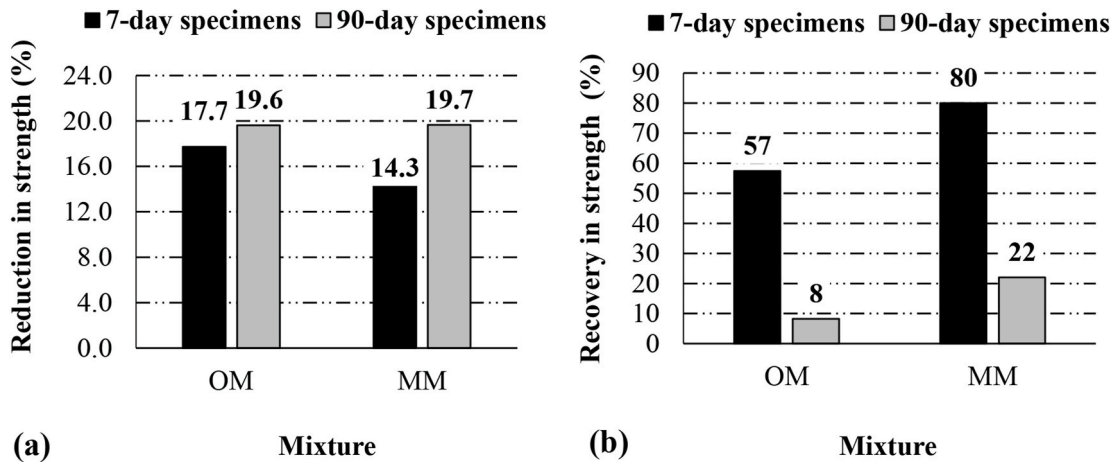 7-day specimens 90-day specimens
Reduction in strength (%)
24.0
20.0
16.0
12.0
8.0
4.0
0.0
17.7
19.6
14.3
19.7
OM
MM
(a)
Mixture
7-day specimens 90-day specimens
Recovery in strength (%)
90
80
70
60
50
40
30
20
10
0
57
8
80
22
OM
MM
(b)
Mixture